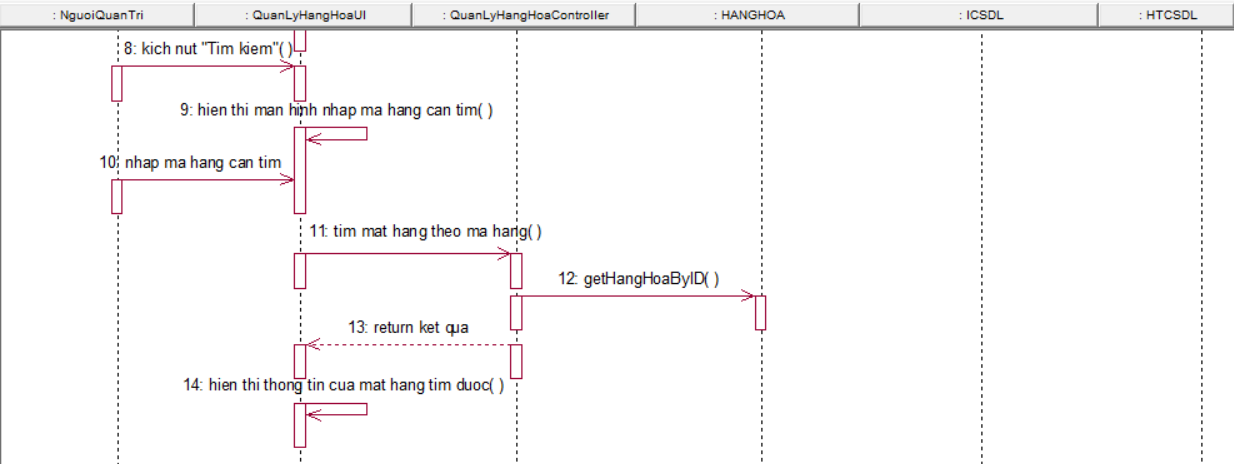 : NguoiQuanTri
: QuanLyHangHoaUI
: QuanLyHangHoaController
: HANGHOA
: ICSDL
: HTCSDL
8: kich nut "Tim kiem"( )
9: hien thi man hinh nhap ma hang can tim( )
10: nhap ma hang can tim
11: tim mat hang theo ma hang( )
12: getHangHoaByID( )
13: return ket qua
14: hien thi thong tin cua mat hang tim duoc( )